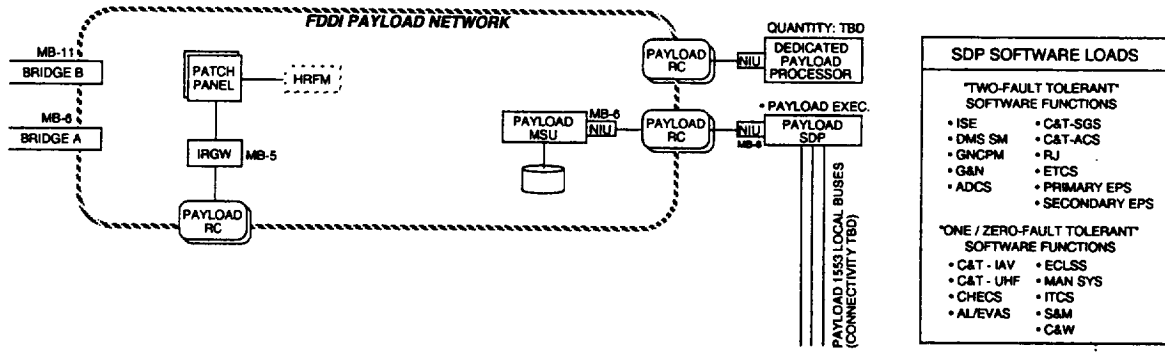 FDDI PAYLOAD NETWORK
MB-11
BRIDGE B
MB-6
BRIDGE A
PATCH
PANEL
HRFM
IRGW
MB-5
PAYLOAD
RC
PAYLOAD
MSU
MB-6
NIU
PAYLOAD
RC
QUANTITY: TBD
NIU
DEDICATED
PAYLOAD
PROCESSOR
PAYLOAD
RC
• PAYLOAD EXEC.
NIU
MB-6
PAYLOAD
SDP
PAYLOAD 1553 LOCAL BUSES
(CONNECTIVITY TBD)
SDP SOFTWARE LOADS
"TWO-FAULT TOLERANT"
SOFTWARE FUNCTIONS
• ISE
• DMS SM
• GNCPM
• G&N
• ADCS
• C&T-SGS
• C&T-ACS
• RJ
• ETCS
• PRIMARY EPS
• SECONDARY EPS
"ONE / ZERO-FAULT TOLERANT"
SOFTWARE FUNCTIONS
• C&T - IAV
• C&T - UHF
• CHECS
• AL/EVAS
• ECLSS
• MAN SYS
• ITCS
• S&M
• C&W